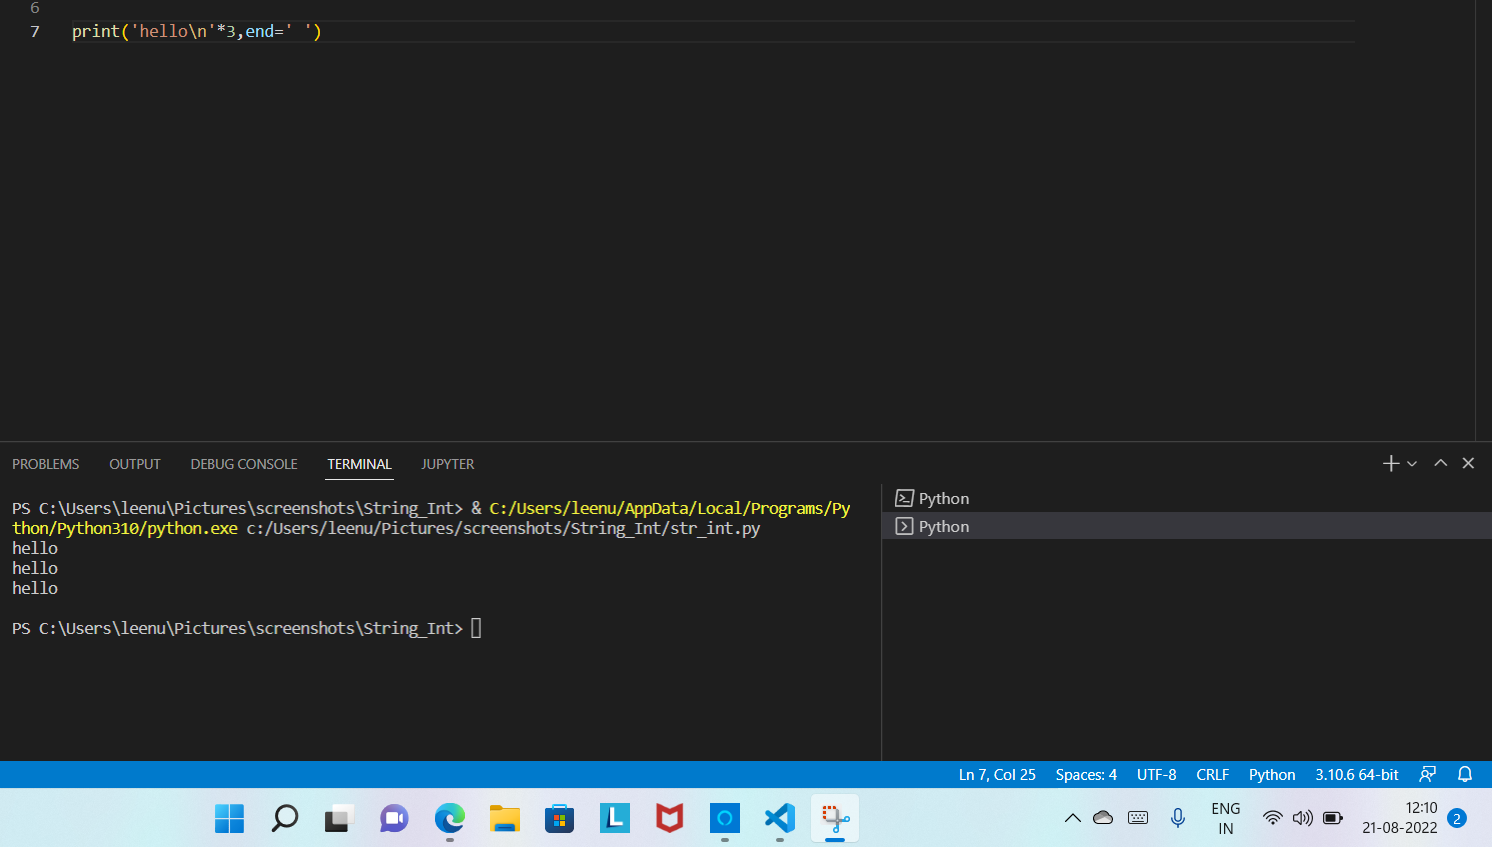 6
7 print('hello\n'*3,end=' ')
PROBLEMS OUTPUT DEBUG CONSOLE TERMINAL JUPYTER
PS C:\Users\leenu\Pictures\screenshots\String_Int> & C:/Users/leenu/AppData/Local/Programs/Py
thon/Python310/python.exe c:/Users/leenu/Pictures/screenshots/String_Int/str_int.py
hello
hello
hello
PS C:\Users\leenu\Pictures\screenshots\String_Int>
Python
Python
Ln 7, Col 25 Spaces: 4 UTF-8 CRLF Python 3.10.6 64-bit
L
ENG
IN
12:10
21-08-2022
2